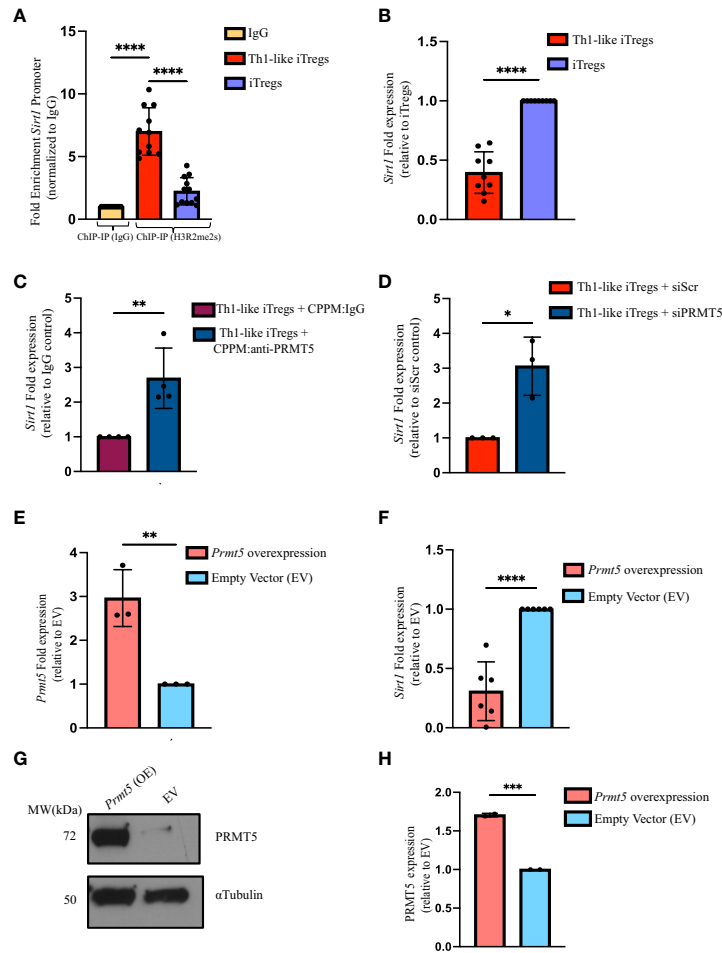 A
Fold Enrichment Sirt1 Promoter
(normalized to IgG)
15
10
5
0
****
****
IgG
Th1-like iTregs
iTregs
ChIP-IP (IgG)
ChIP-IP (H3R2me2s)
B
Sirt1 Fold expression
(relative to iTregs)
1.5
1.0
0.5
0.0
****
Th1-like iTregs
iTregs
C
Sirt1 Fold expression
(relative to IgG control)
5
4
3
2
1
0
**
Th1-like iTregs + CPPM:IgG
Th1-like iTregs +
CPPM:anti-PRMT5
D
Sirt1 Fold expression
(relative to siScr control)
5
4
3
2
1
0
*
Th1-like iTregs + siScr
Th1-like iTregs + siPRMT5
E
Prmt5 Fold expression
(relative to EV)
4
3
2
1
0
**
Prmt5 overexpression
Empty Vector (EV)
F
Sirt1 Fold expression
(relative to EV)
1.5
1.0
0.5
0.0
****
Prmt5 overexpression
Empty Vector (EV)
G
Prmt5 (OE)
EV
MW(kDa)
72
PRMT5
50
αTubulin
H
PRMT5 expression
(relative to EV)
2.0
1.5
1.0
0.5
0.0
***
Prmt5 overexpression
Empty Vector (EV)